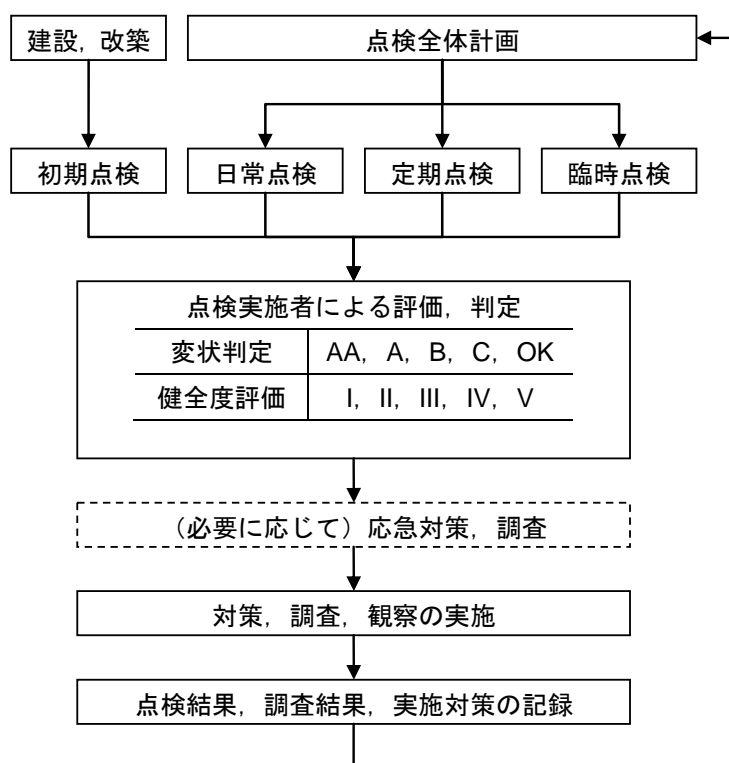 建設，改築
点検全体計画
初期点検
日常点検
定期点検
臨時点検
点検実施者による評価，判定
変状判定 AA，A，B，C，OK
健全度評価 I，II，III，IV，V
（必要に応じて）応急対策，調査
対策，調査，観察の実施
点検結果，調査結果，実施対策の記録